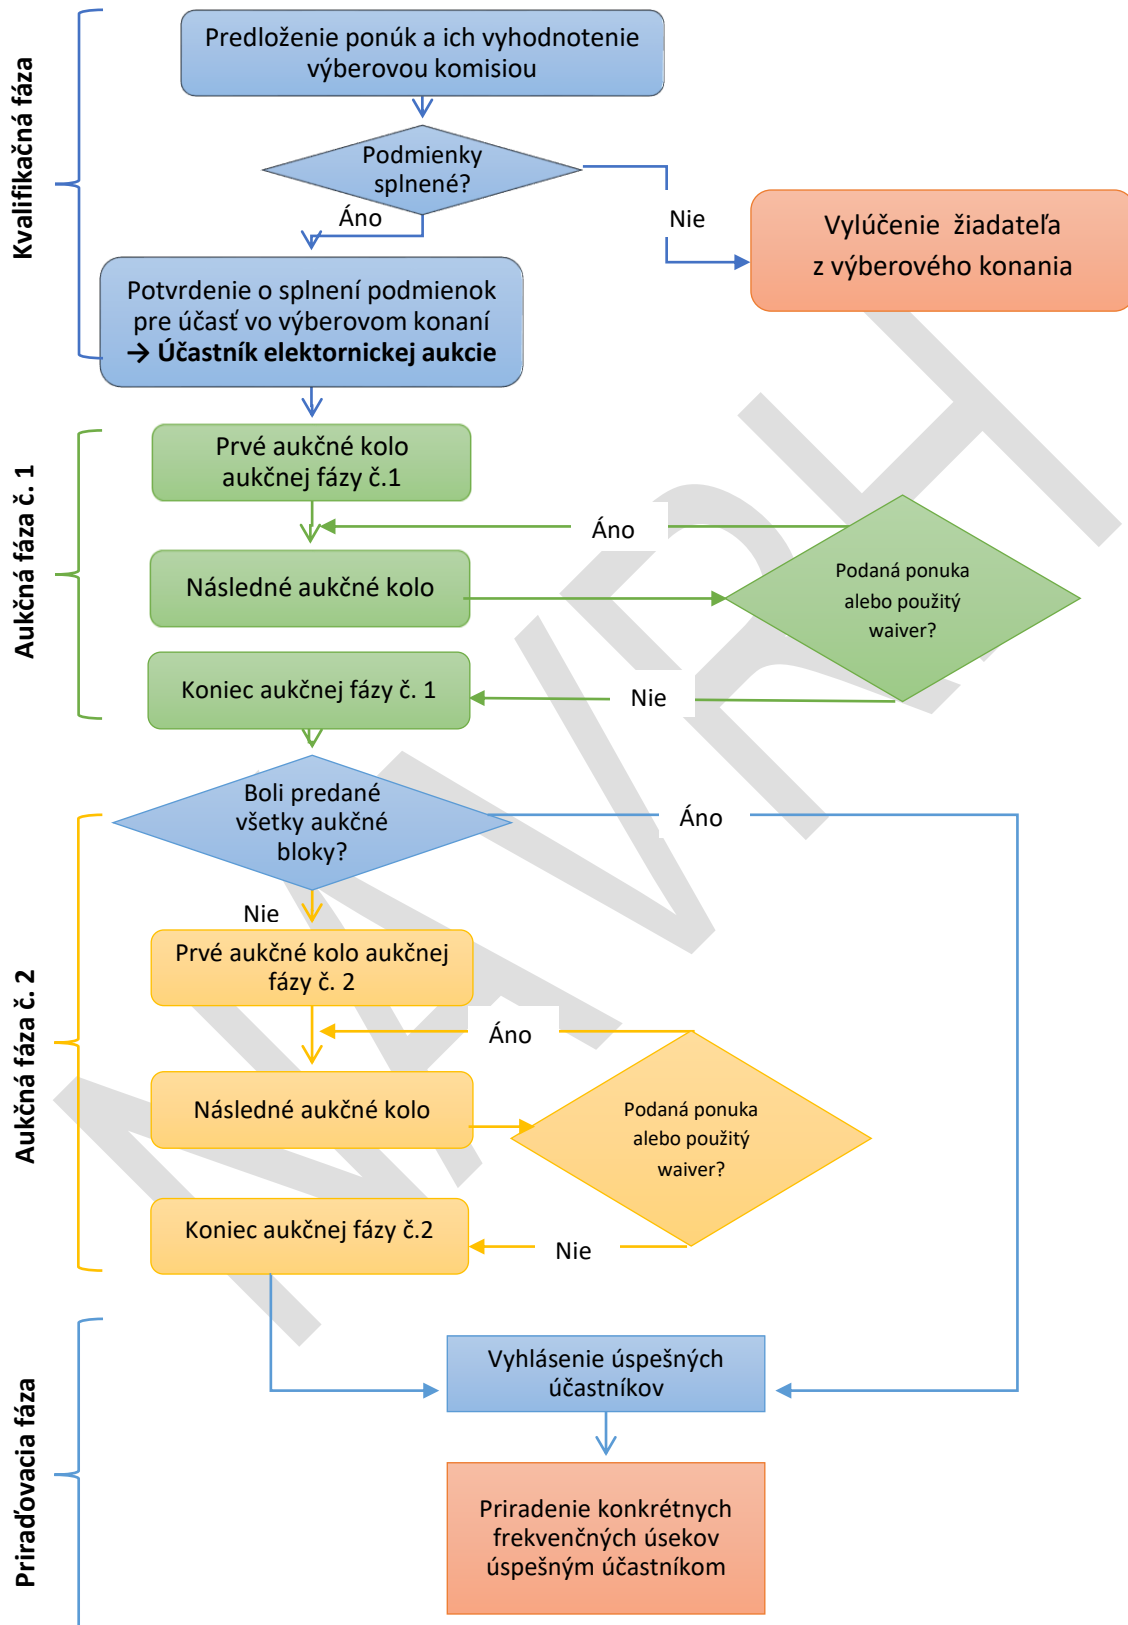 Kvalifikačná fáza
Predloženie ponúk a ich vyhodnotenie
výberovou komisiou
Podmienky
splnené?
Áno
Nie
Vylúčenie žiadateľa
z výberového konania
Potvrdenie o splnení podmienok
pre účasť vo výberovom konaní
→ Účastník elektornickej aukcie
Aukčná fáza č. 1
Prvé aukčné kolo
aukčnej fázy č.1
Áno
Následné aukčné kolo
Podaná ponuka
alebo použitý
waiver?
Koniec aukčnej fázy č. 1
Nie
Boli predané
všetky aukčné
bloky?
Áno
Nie
Aukčná fáza č. 2
Prvé aukčné kolo aukčnej
fázy č. 2
Áno
Následné aukčné kolo
Podaná ponuka
alebo použitý
waiver?
Koniec aukčnej fázy č.2
Nie
Priraďovacia fáza
Vyhlásenie úspešných
účastníkov
Priradenie konkrétnych
frekvenčných úsekov
úspešným účastníkom
NÁVRH